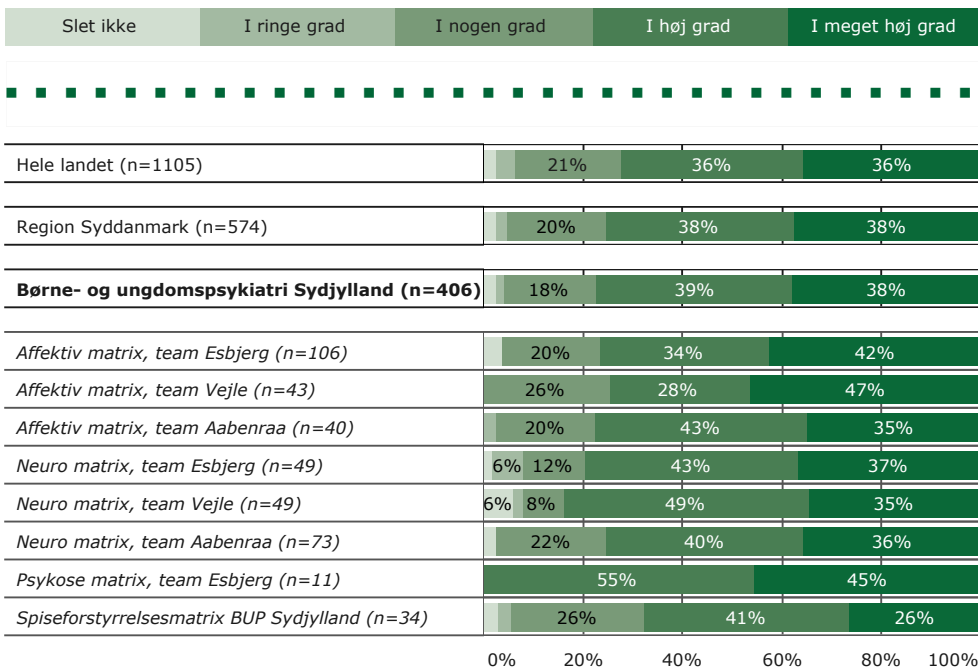 Slet ikke I ringe grad I nogen grad I høj grad I meget høj grad
Hele landet (n=1105) 21% 36% 36%
Region Syddanmark (n=574) 20% 38% 38%
Børne- og ungdomspsykiatri Sydjylland (n=406) 18% 39% 38%
Affektiv matrix, team Esbjerg (n=106) 20% 34% 42%
Affektiv matrix, team Vejle (n=43) 26% 28% 47%
Affektiv matrix, team Aabenraa (n=40) 20% 43% 35%
Neuro matrix, team Esbjerg (n=49) 6% 12% 43% 37%
Neuro matrix, team Vejle (n=49) 6% 8% 49% 35%
Neuro matrix, team Aabenraa (n=73) 22% 40% 36%
Psykose matrix, team Esbjerg (n=11) 55% 45%
Spiseforstyrrelsesmatrix BUP Sydjylland (n=34) 26% 41% 26%
0% 20% 40% 60% 80% 100%